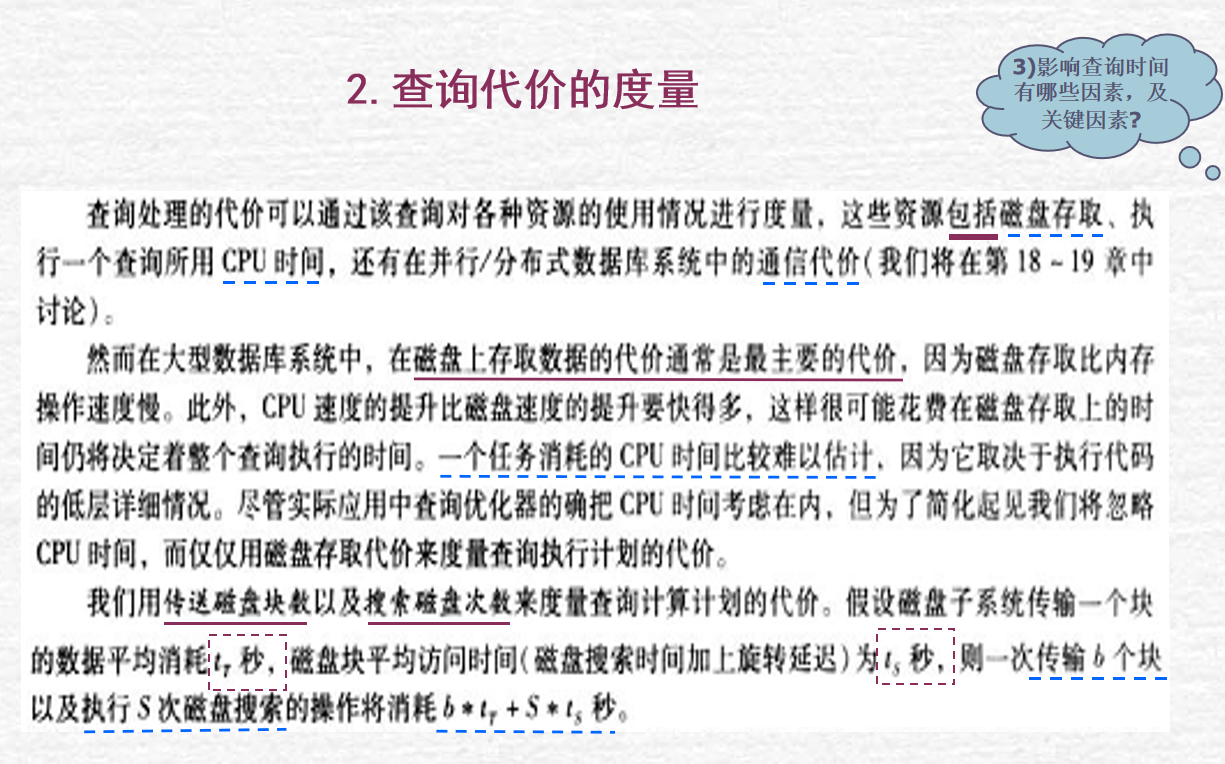 2.查询代价的度量
3)影响查询时间
有哪些因素，及
关键因素?
查询处理的代价可以通过该查询对各种资源的使用情况进行度量，这些资源包括磁盘存取、执
行一个查询所用 CPU 时间，还有在并行/分布式数据库系统中的通信代价(我们将在第 18 ~ 19 章中
讨论)。
然而在大型数据库系统中，在磁盘上存取数据的代价通常是最主要的代价，因为磁盘存取比内存
操作速度慢。此外，CPU 速度的提升比磁盘速度的提升要快得多，这样很可能花费在磁盘存取上的时
间仍将决定着整个查询执行的时间。一个任务消耗的 CPU 时间比较难以估计，因为它取决于执行代码
的低层详细情况。尽管实际应用中查询优化器的确把 CPU 时间考虑在内，但为了简化起见我们将忽略
CPU 时间，而仅仅用磁盘存取代价来度量查询执行计划的代价。
我们用传送磁盘块数以及搜索磁盘次数来度量查询计算计划的代价。假设磁盘子系统传输一个块
的数据平均消耗 t_T 秒，磁盘块平均访问时间(磁盘搜索时间加上旋转延迟)为 t_S 秒，则一次传输 b 个块
以及执行 S 次磁盘搜索的操作将消耗 b * t_T + S * t_S 秒。